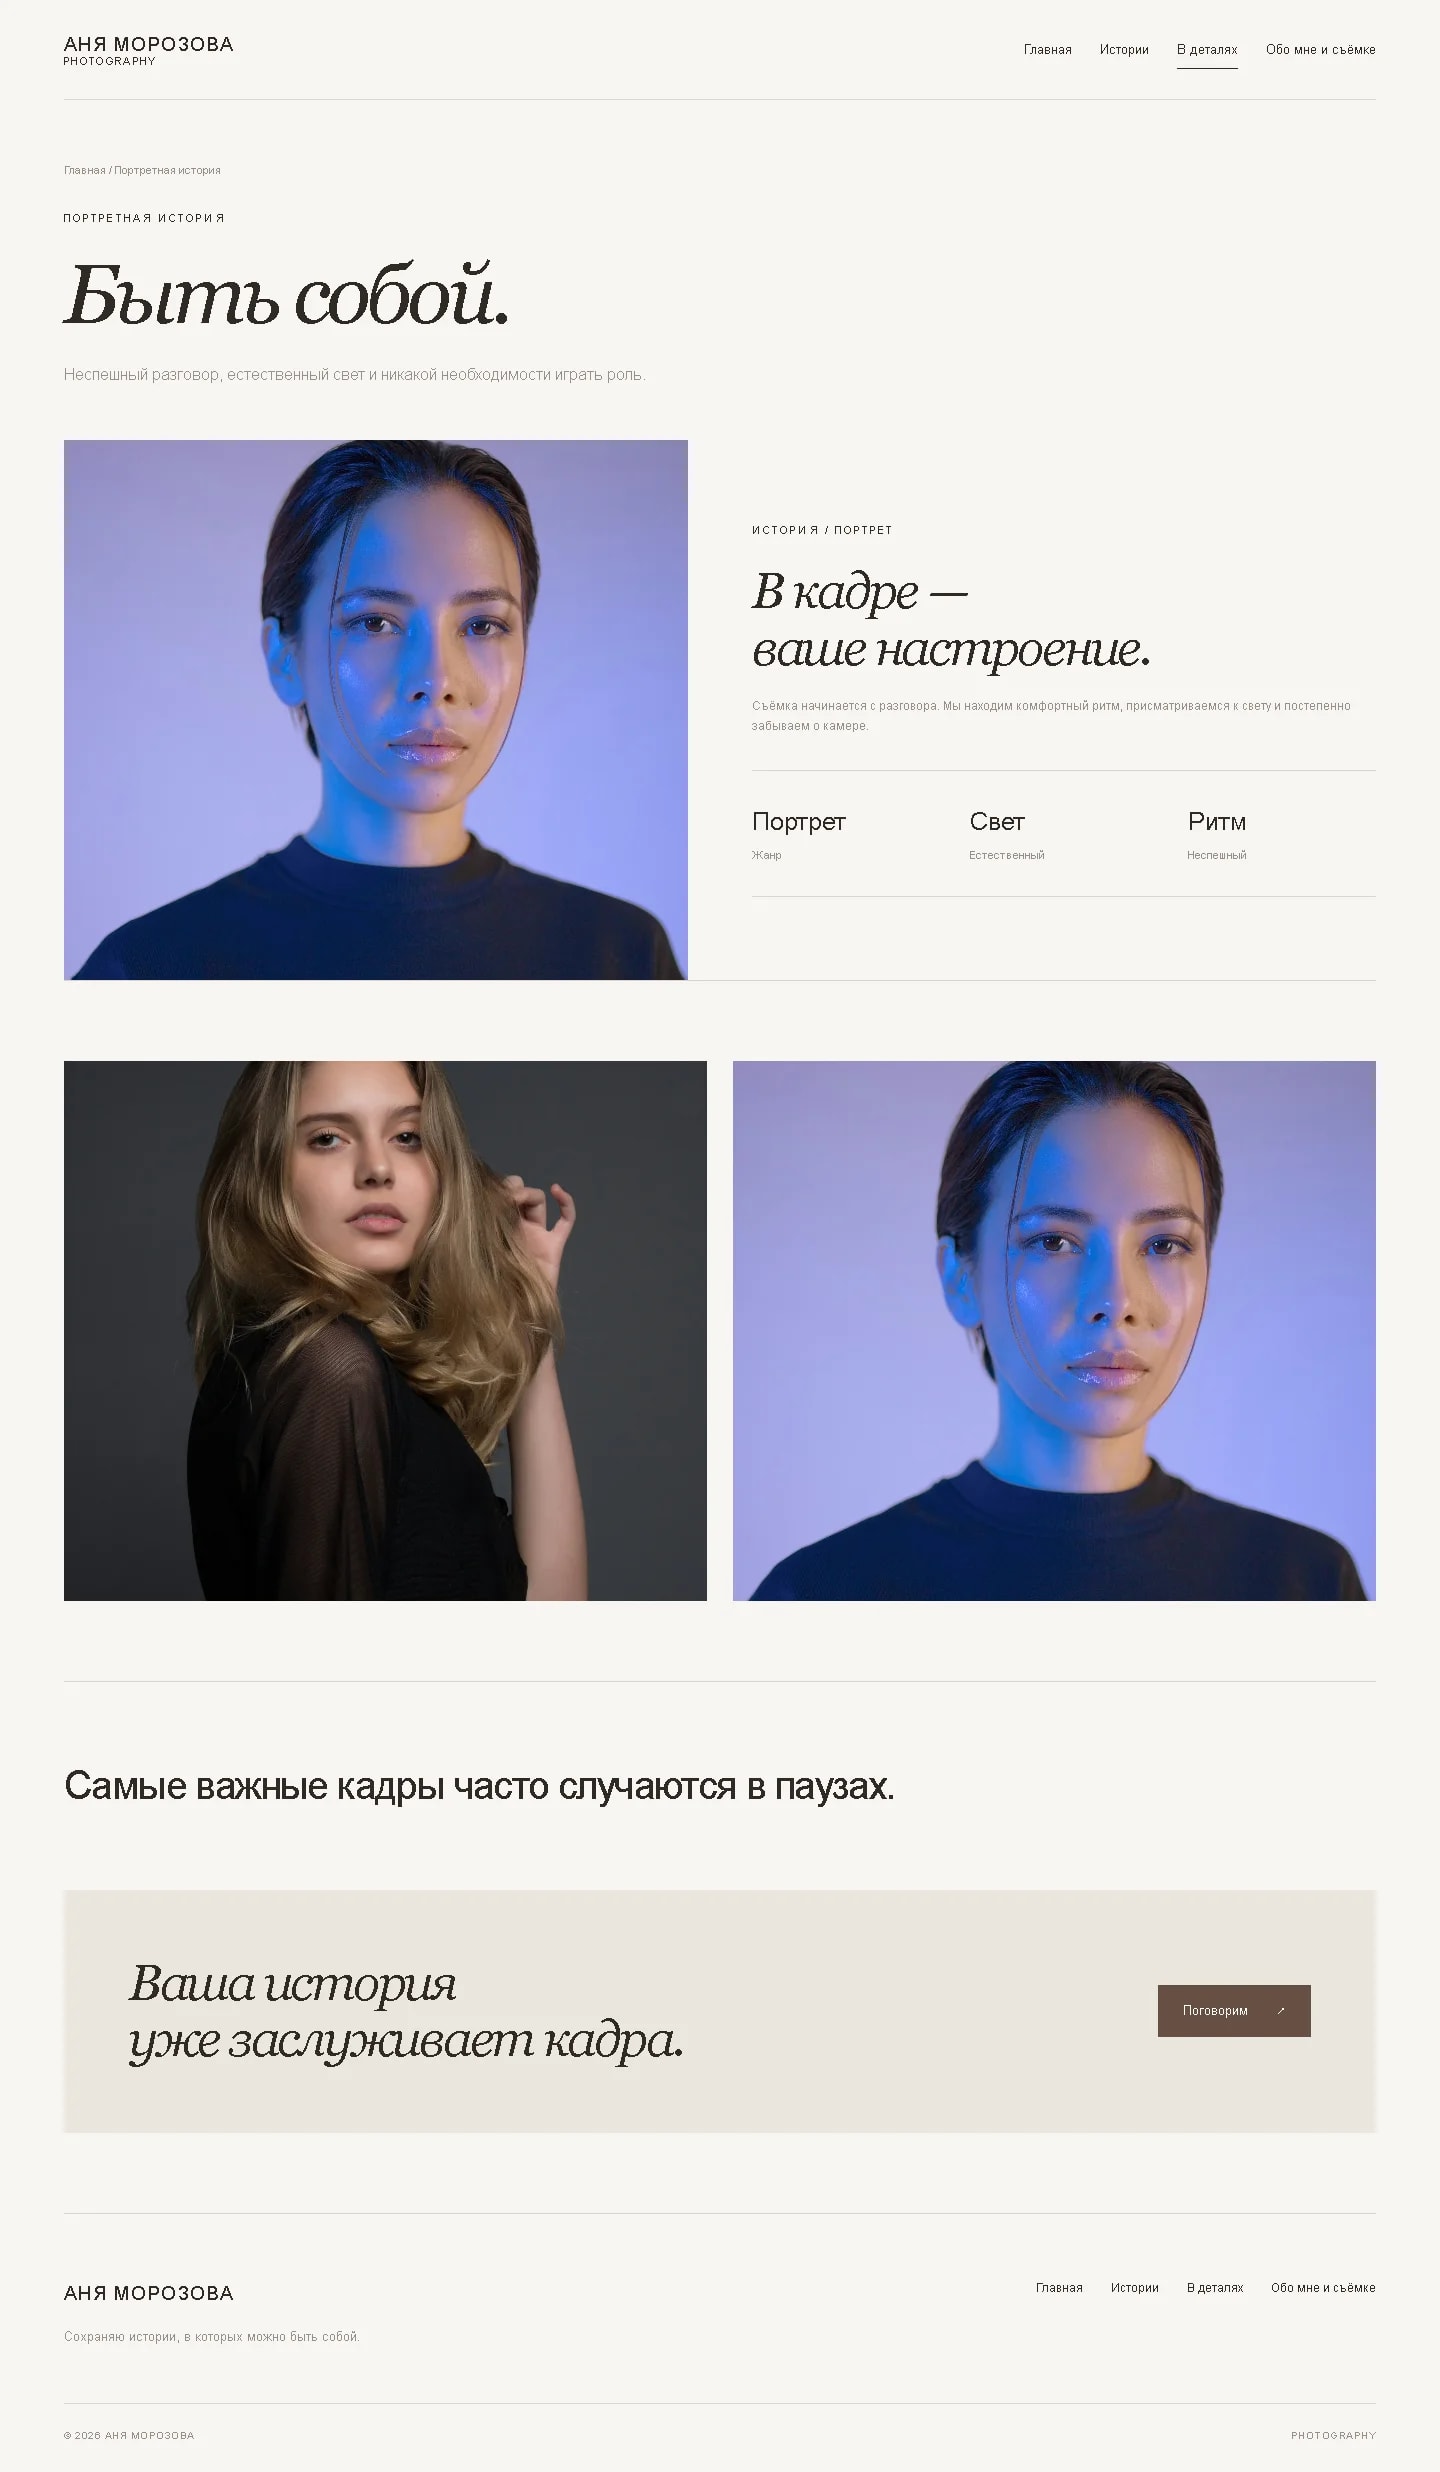 АНЯ МОРОЗОВА
PHOTOGRAPHY
Главная Истории В деталях Обо мне и съёмке
Главная / Портретная история
ПОРТРЕТНАЯ ИСТОРИЯ
Быть собой.
Неспешный разговор, естественный свет и никакой необходимости играть роль.
ИСТОРИЯ / ПОРТРЕТ
В кадре —
ваше настроение.
Съёмка начинается с разговора. Мы находим комфортный ритм, присматриваемся к свету и постепенно
забываем о камере.
Портрет Свет Ритм
Жанр Естественный Неспешный
Самые важные кадры часто случаются в паузах.
Ваша история
уже заслуживает кадра.
Поговорим ↗
АНЯ МОРОЗОВА
Главная Истории В деталях Обо мне и съёмке
Сохраняю истории, в которых можно быть собой.
© 2026 АНЯ МОРОЗОВА PHOTOGRAPHY